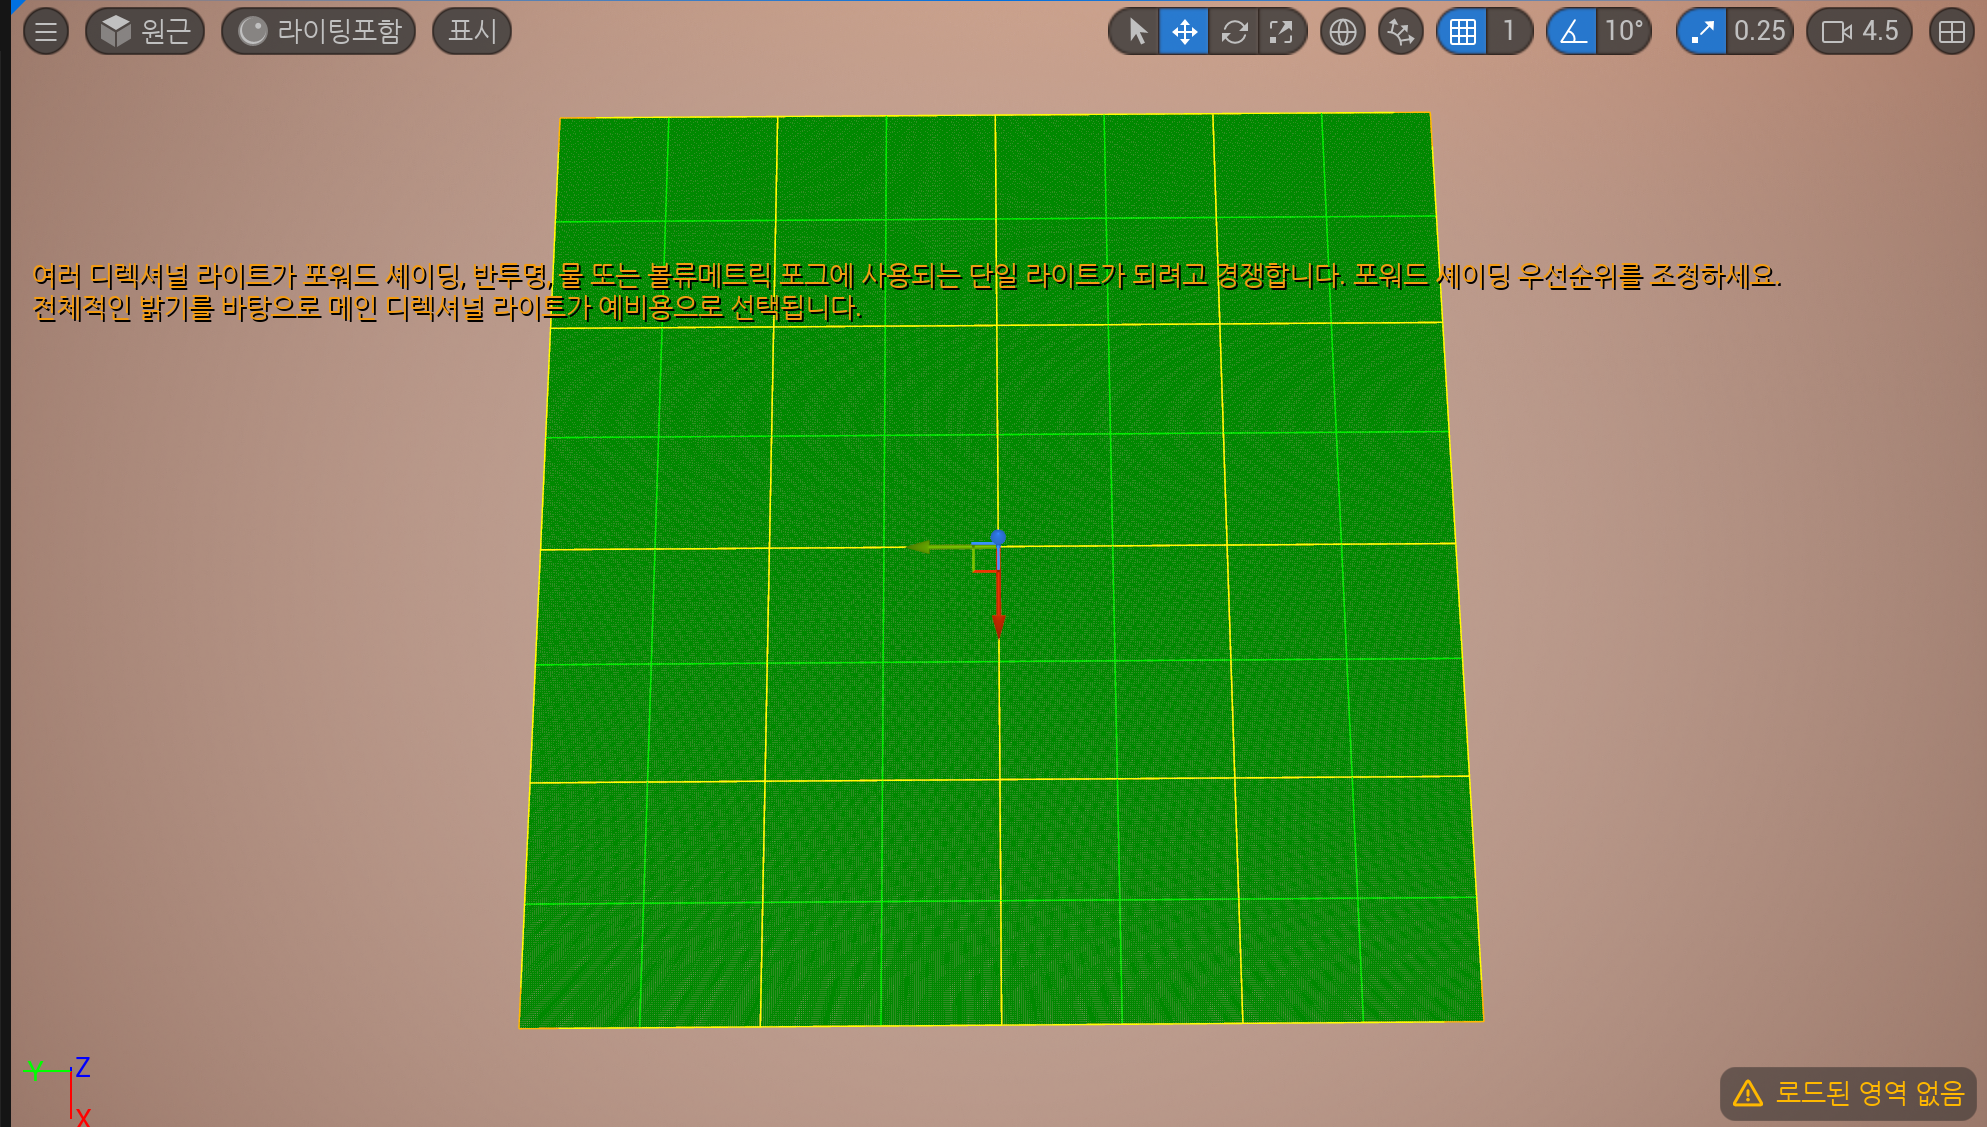 원근
라이팅포함
표시
1
10°
0.25
4.5
여러 디렉셔널 라이트가 포워드 셰이딩, 반투명, 물 또는 볼류메트릭 포그에 사용되는 단일 라이트가 되려고 경쟁합니다. 포워드 셰이딩 우선순위를 조정하세요.
전체적인 밝기를 바탕으로 메인 디렉셔널 라이트가 예비용으로 선택됩니다.
Y
Z
X
로드된 영역 없음